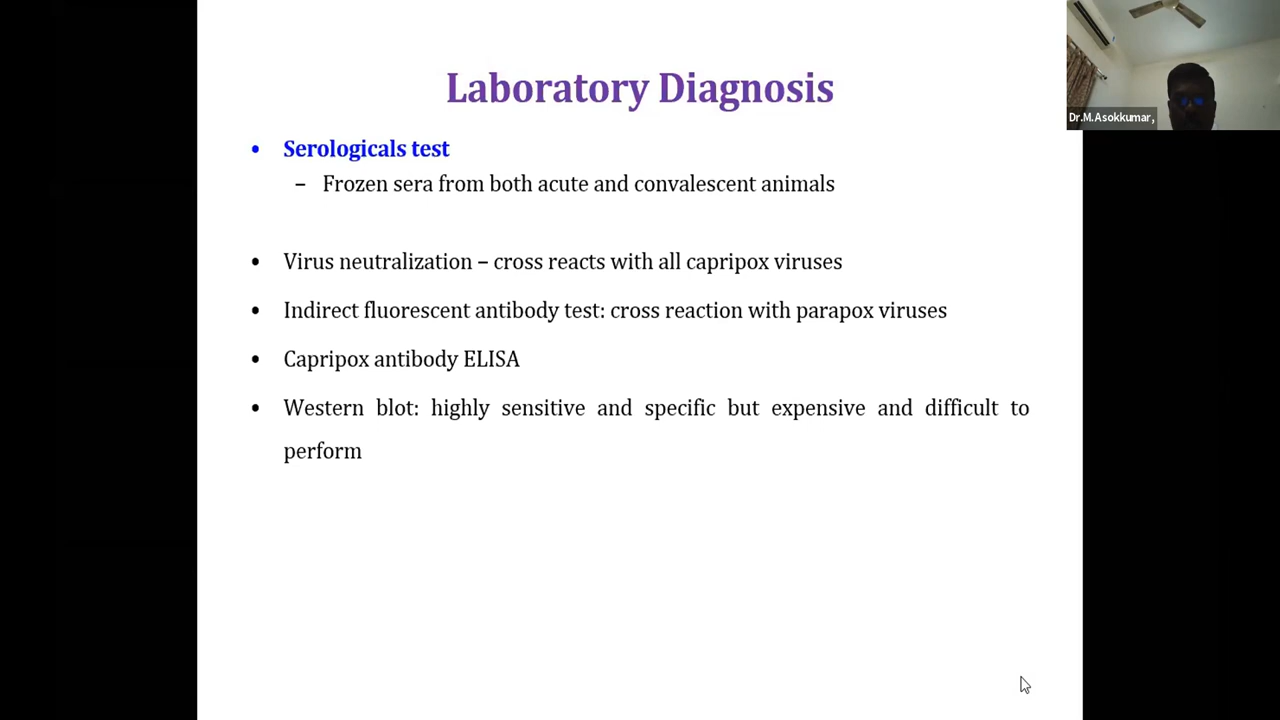 Laboratory Diagnosis
Dr.M.Asokkumar,
• Serologicals test
– Frozen sera from both acute and convalescent animals
• Virus neutralization – cross reacts with all capripox viruses
• Indirect fluorescent antibody test: cross reaction with parapox viruses
• Capripox antibody ELISA
• Western blot: highly sensitive and specific but expensive and difficult to
perform